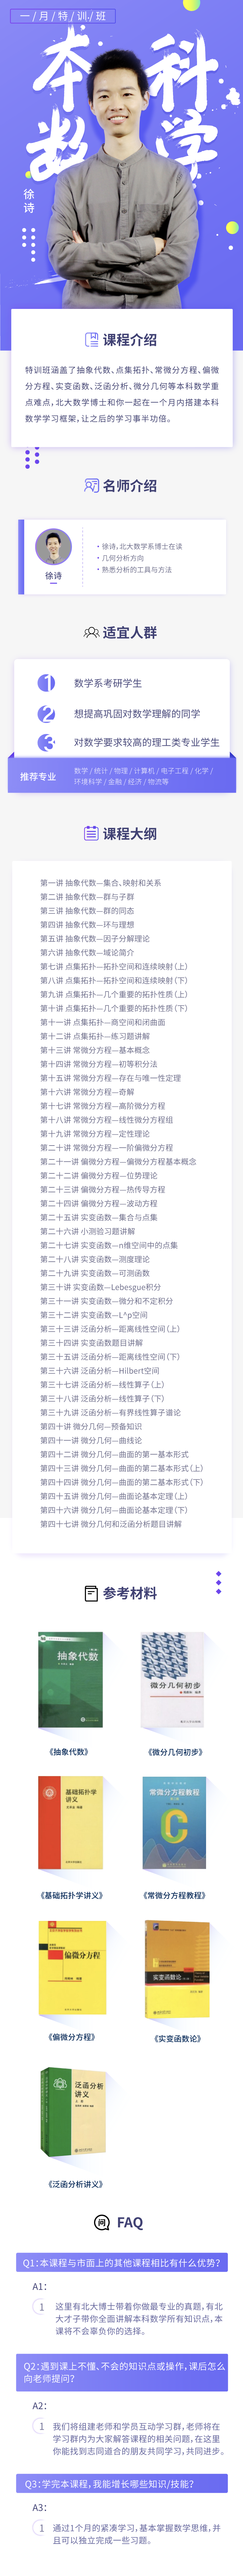 一/月/特/训/班
本科
数学
徐诗
课程介绍
特训班涵盖了抽象代数、点集拓扑、常微分方程、偏微
分方程、实变函数、泛函分析、微分几何等本科数学重
点难点，北大数学博士和你一起在一个月内搭建本科
数学学习框架，让之后的学习事半功倍。
名师介绍
徐诗
• 徐诗，北大数学系博士在读
• 几何分析方向
• 熟悉分析的工具与方法
适宜人群
1 数学系考研学生
2 想提高巩固对数学理解的同学
3 对数学要求较高的理工类专业学生
推荐专业
数学 / 统计 / 物理 / 计算机 / 电子工程 / 化学 /
环境科学 / 金融 / 经济 / 物流等
课程大纲
第一讲 抽象代数—集合、映射和关系
第二讲 抽象代数—群与子群
第三讲 抽象代数—群的同态
第四讲 抽象代数—环与理想
第五讲 抽象代数—因子分解理论
第六讲 抽象代数—域论简介
第七讲 点集拓扑—拓扑空间和连续映射（上）
第八讲 点集拓扑—拓扑空间和连续映射（下）
第九讲 点集拓扑—几个重要的拓扑性质（上）
第十讲 点集拓扑—几个重要的拓扑性质（下）
第十一讲 点集拓扑—商空间和闭曲面
第十二讲 点集拓扑—练习题讲解
第十三讲 常微分方程—基本概念
第十四讲 常微分方程—初等积分法
第十五讲 常微分方程—存在与唯一性定理
第十六讲 常微分方程—奇解
第十七讲 常微分方程—高阶微分方程
第十八讲 常微分方程—线性微分方程组
第十九讲 常微分方程—定性理论
第二十讲 常微分方程—一阶偏微分方程
第二十一讲 偏微分方程—偏微分方程基本概念
第二十二讲 偏微分方程—位势理论
第二十三讲 偏微分方程—热传导方程
第二十四讲 偏微分方程—波动方程
第二十五讲 实变函数—集合与点集
第二十六讲 小测验习题讲解
第二十七讲 实变函数—n维空间中的点集
第二十八讲 实变函数—测度理论
第二十九讲 实变函数—可测函数
第三十讲 实变函数—Lebesgue积分
第三十一讲 实变函数—微分和不定积分
第三十二讲 实变函数—L^p空间
第三十三讲 泛函分析—距离线性空间（上）
第三十四讲 实变函数题目讲解
第三十五讲 泛函分析—距离线性空间（下）
第三十六讲 泛函分析—Hilbert空间
第三十七讲 泛函分析—线性算子（上）
第三十八讲 泛函分析—线性算子（下）
第三十九讲 泛函分析—有界线性算子谱论
第四十讲 微分几何—预备知识
第四十一讲 微分几何—曲线论
第四十二讲 微分几何—曲面的第一基本形式
第四十三讲 微分几何—曲面的第二基本形式（上）
第四十四讲 微分几何—曲面的第二基本形式（下）
第四十五讲 微分几何—曲面论基本定理（上）
第四十六讲 微分几何—曲面论基本定理（下）
第四十七讲 微分几何和泛函分析题目讲解
参考材料
抽象代数
微分几何初步
《抽象代数》
《微分几何初步》
基础拓扑学
讲义
常微分方程教程
《基础拓扑学讲义》
《常微分方程教程》
偏微分方程
实变函数论
《偏微分方程》
《实变函数论》
泛函分析
讲义
《泛函分析讲义》
问 FAQ
Q1：本课程与市面上的其他课程相比有什么优势？
A1：
1 这里有北大博士带着你做最专业的真题，有北
大才子带你全面讲解本科数学所有知识点，本
课将不会辜负你的选择。
Q2：遇到课上不懂、不会的知识点或操作，课后怎么
向老师提问？
A2：
1 我们将组建老师和学员互动学习群，老师将在
学习群内为大家解答课程的相关问题，在这里
你能找到志同道合的朋友共同学习，共同进步。
Q3：学完本课程，我能增长哪些知识/技能？
A3：
1 通过1个月的紧凑学习，基本掌握数学思维，并
且可以独立完成一些习题。